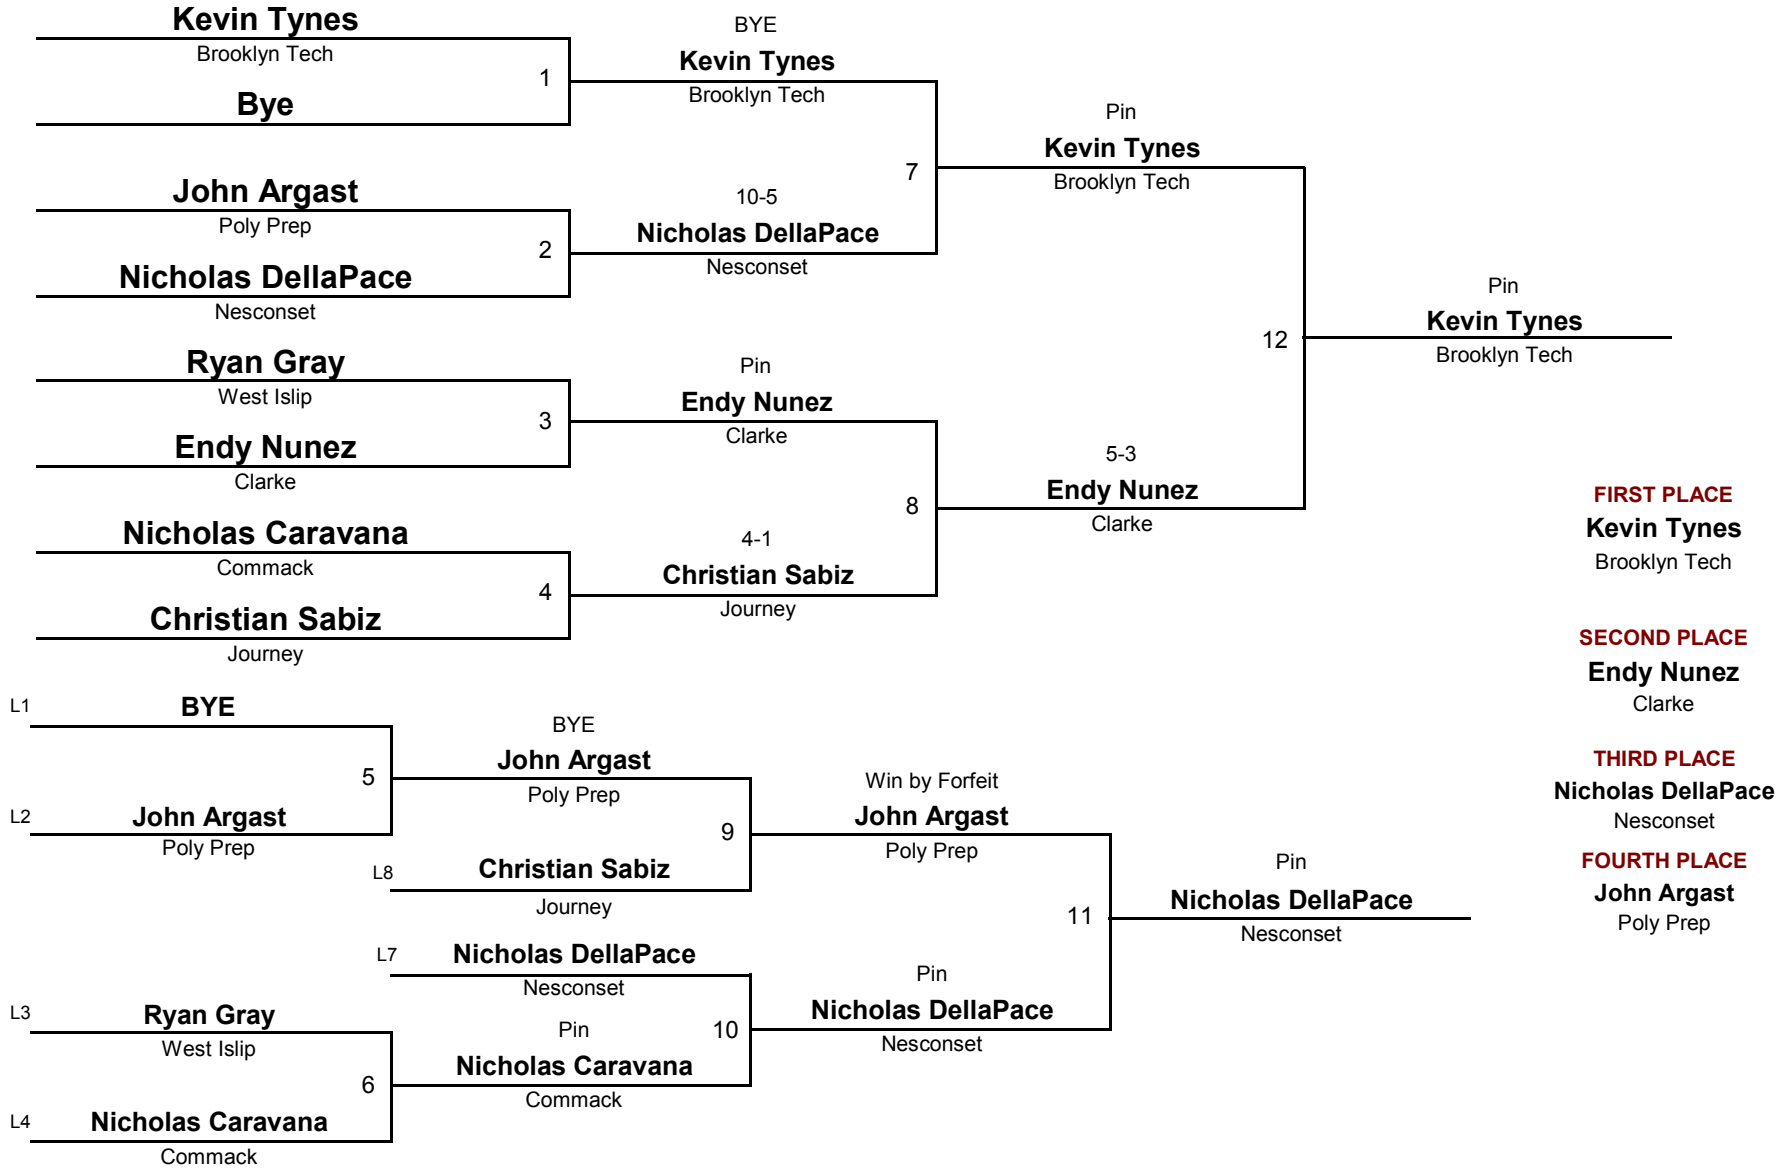 Kevin Tynes
Brooklyn Tech
1
Bye
BYE
Kevin Tynes
Brooklyn Tech
John Argast
Poly Prep
2
Nicholas DellaPace
Nesconset
10-5
Nicholas DellaPace
Nesconset
7
Pin
Kevin Tynes
Brooklyn Tech
Ryan Gray
West Islip
3
Endy Nunez
Clarke
Pin
Endy Nunez
Clarke
Nicholas Caravana
Commack
4
Christian Sabiz
Journey
4-1
Christian Sabiz
Journey
8
5-3
Endy Nunez
Clarke
12
Pin
Kevin Tynes
Brooklyn Tech
FIRST PLACE
Kevin Tynes
Brooklyn Tech
SECOND PLACE
Endy Nunez
Clarke
THIRD PLACE
Nicholas DellaPace
Nesconset
FOURTH PLACE
John Argast
Poly Prep
L1
BYE
5
L2
John Argast
Poly Prep
BYE
John Argast
Poly Prep
9
L8
Christian Sabiz
Journey
Win by Forfeit
John Argast
Poly Prep
L7
Nicholas DellaPace
Nesconset
10
L3
Ryan Gray
West Islip
6
L4
Nicholas Caravana
Commack
Pin
Nicholas Caravana
Commack
Pin
Nicholas DellaPace
Nesconset
11
Pin
Nicholas DellaPace
Nesconset